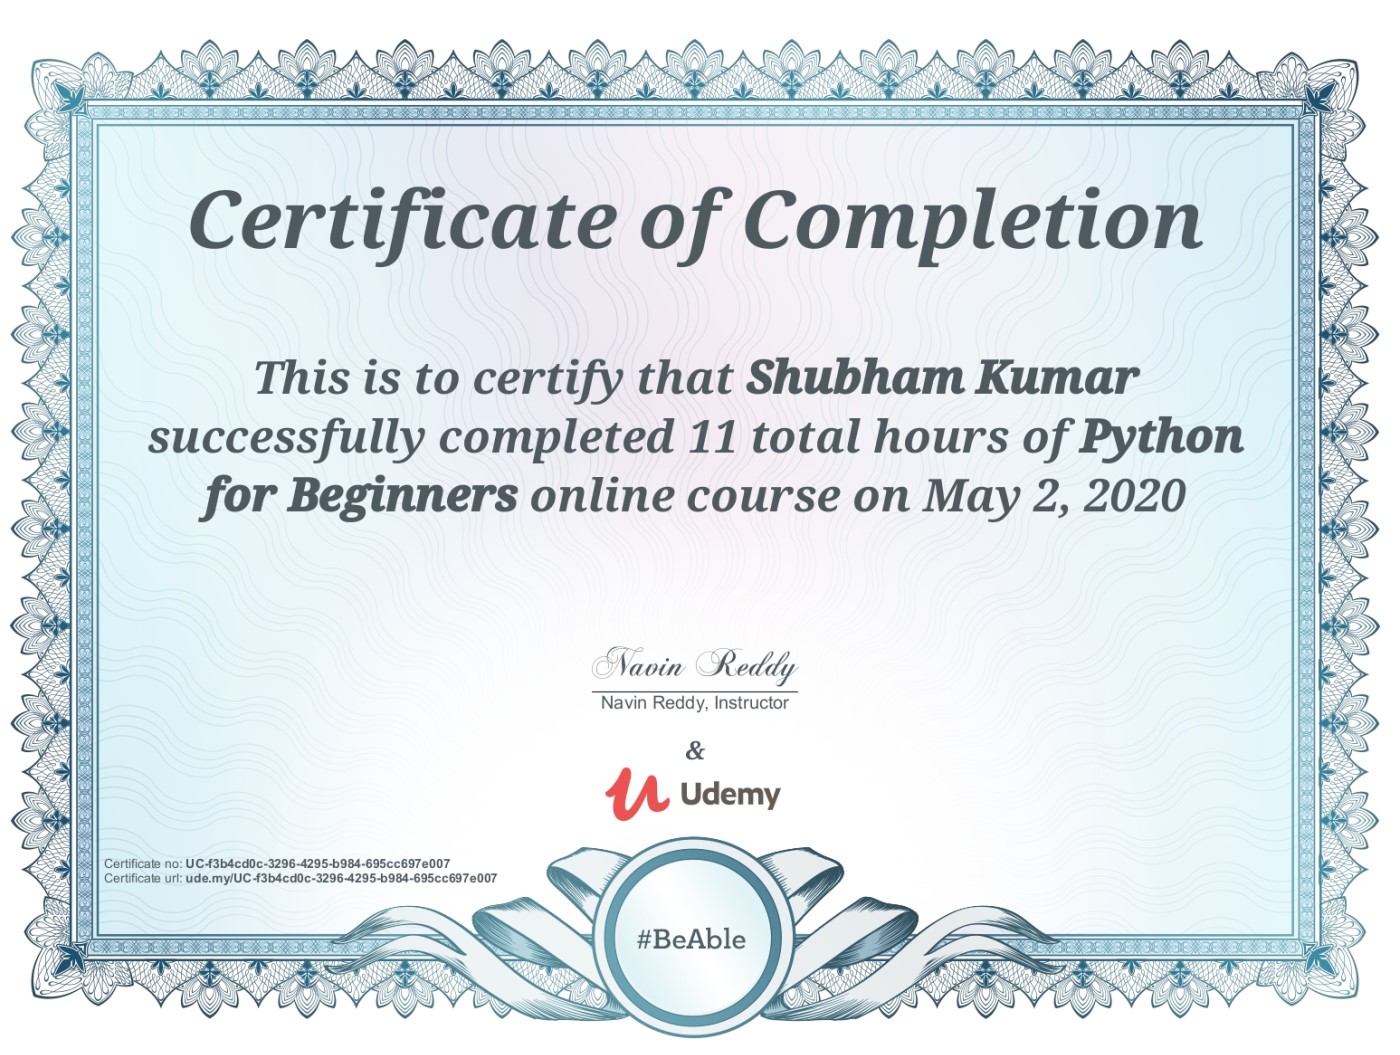 Certificate of Completion
This is to certify that Shubham Kumar
successfully completed 11 total hours of Python
for Beginners online course on May 2, 2020
Navin Reddy
Navin Reddy, Instructor
&
Udemy
Certificate no: UC-f3b4cd0c-3296-4295-b984-695cc697e007
Certificate url: ude.my/UC-f3b4cd0c-3296-4295-b984-695cc697e007
#BeAble